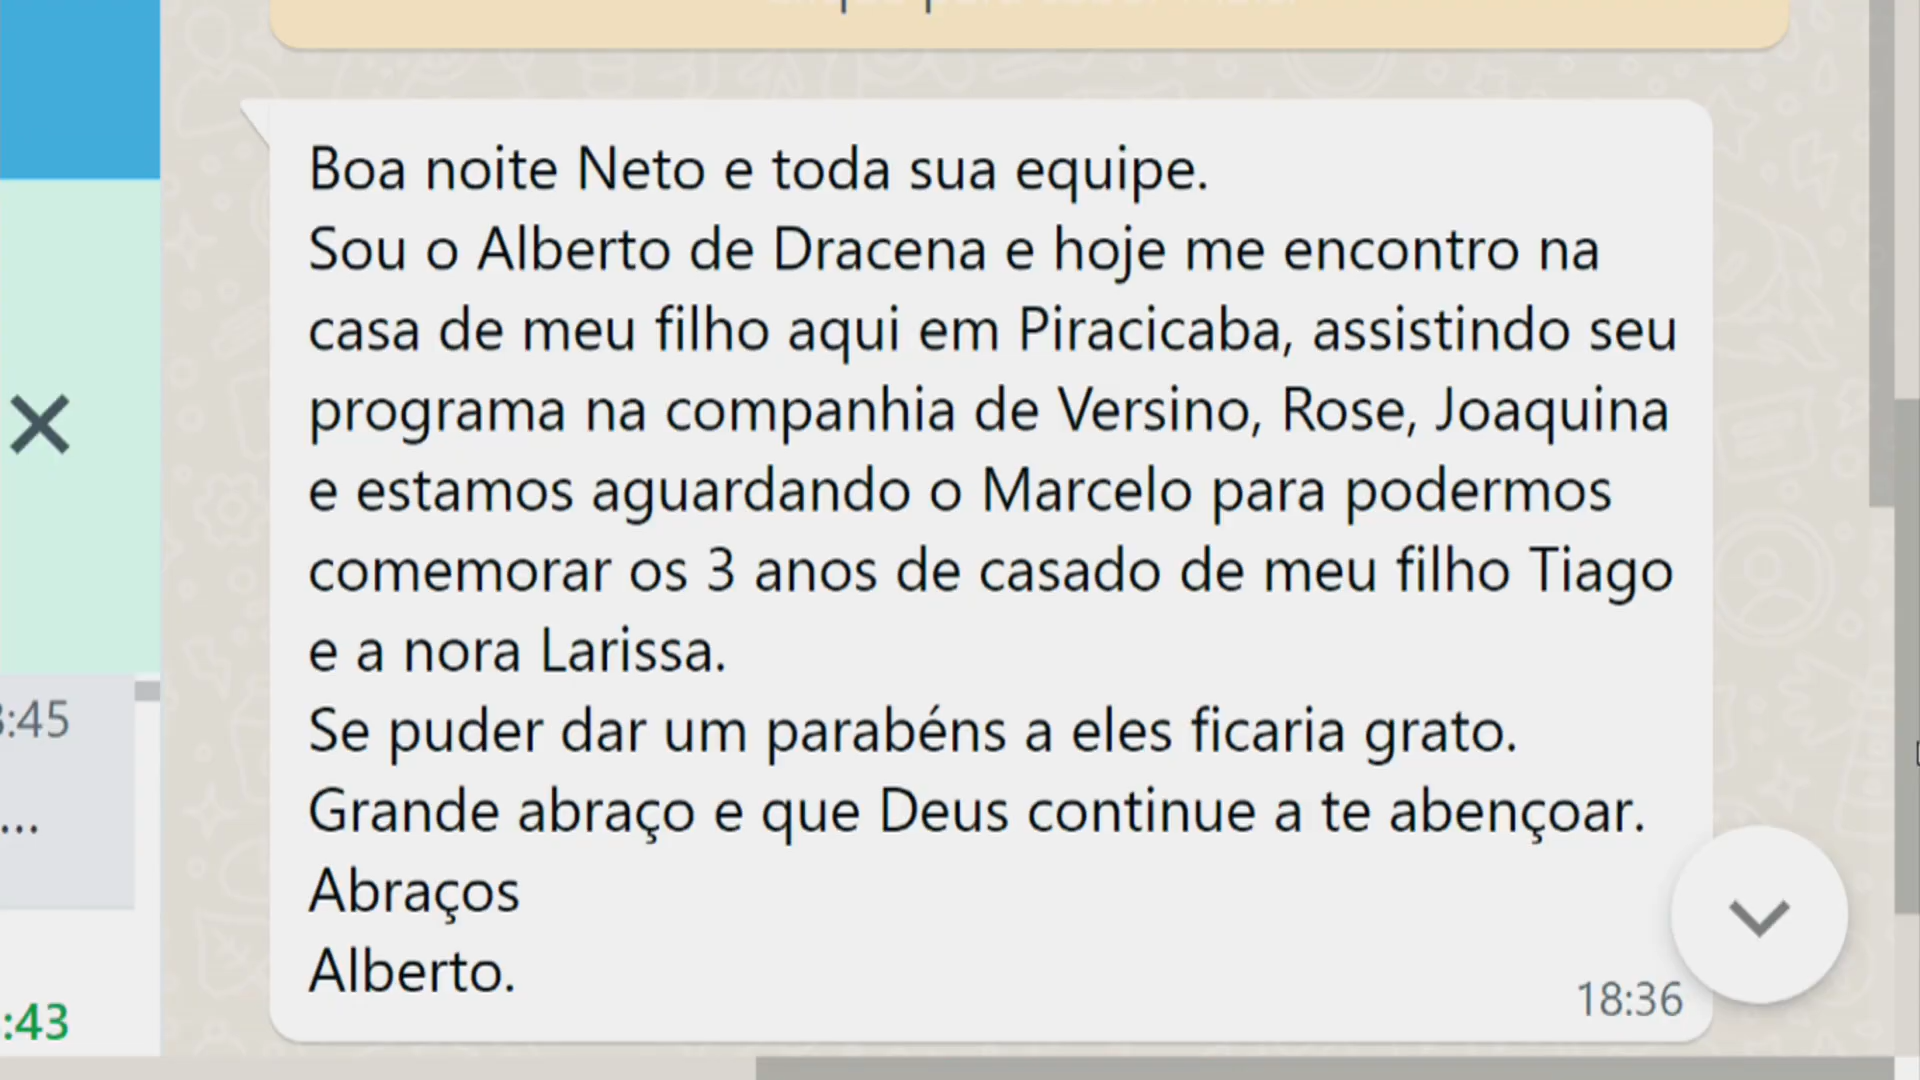 Boa noite Neto e toda sua equipe.
Sou o Alberto de Dracena e hoje me encontro na
casa de meu filho aqui em Piracicaba, assistindo seu
programa na companhia de Versino, Rose, Joaquina
e estamos aguardando o Marcelo para podermos
comemorar os 3 anos de casado de meu filho Tiago
e a nora Larissa.
Se puder dar um parabéns a eles ficaria grato.
Grande abraço e que Deus continue a te abençoar.
Abraços
Alberto.
18:36
:45
...
:43